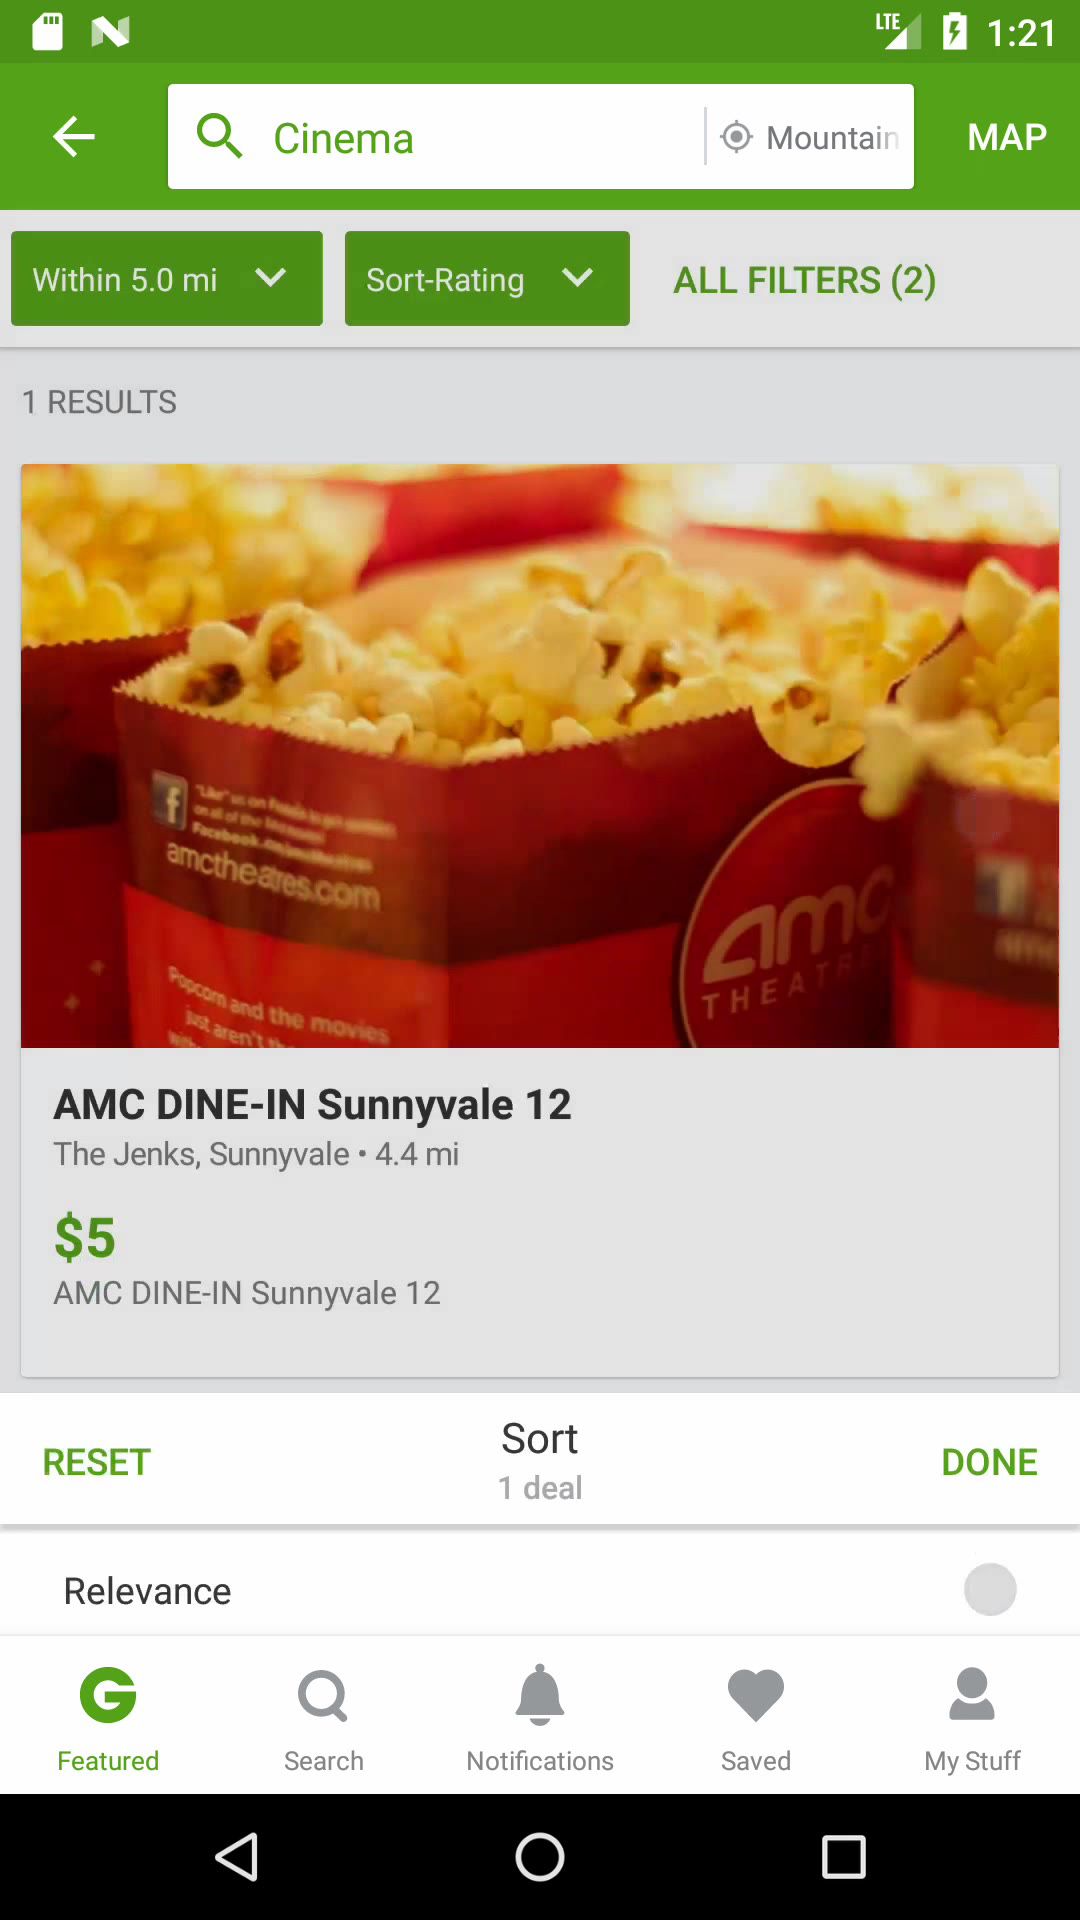 LTE 1:21
Cinema
Mountain
MAP
Within 5.0 mi
Sort-Rating
ALL FILTERS (2)
1 RESULTS
amctheatres.com
Popcorn and the movies
just aren't the
amc
THEATR
AMC DINE-IN Sunnyvale 12
The Jenks, Sunnyvale • 4.4 mi
$5
AMC DINE-IN Sunnyvale 12
RESET
Sort
1 deal
DONE
Relevance
Featured
Search
Notifications
Saved
My Stuff